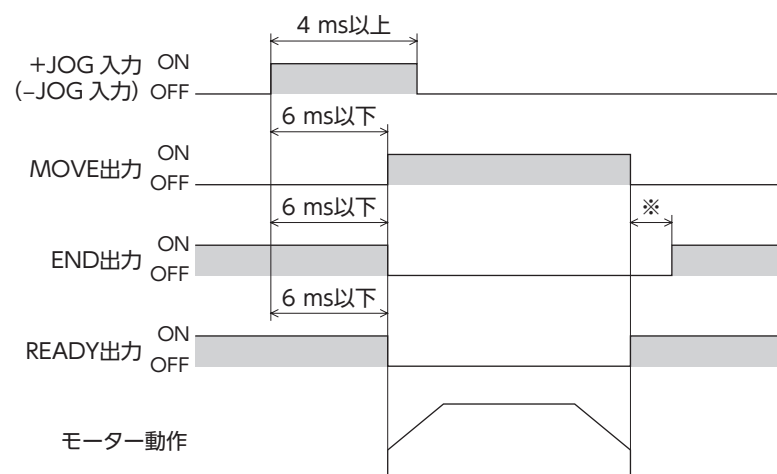 4 ms以上
+JOG 入力 ON
(–JOG 入力) OFF
6 ms以下
MOVE出力 ON
OFF
6 ms以下
※
END出力 ON
OFF
6 ms以下
READY出力 ON
OFF
モーター動作